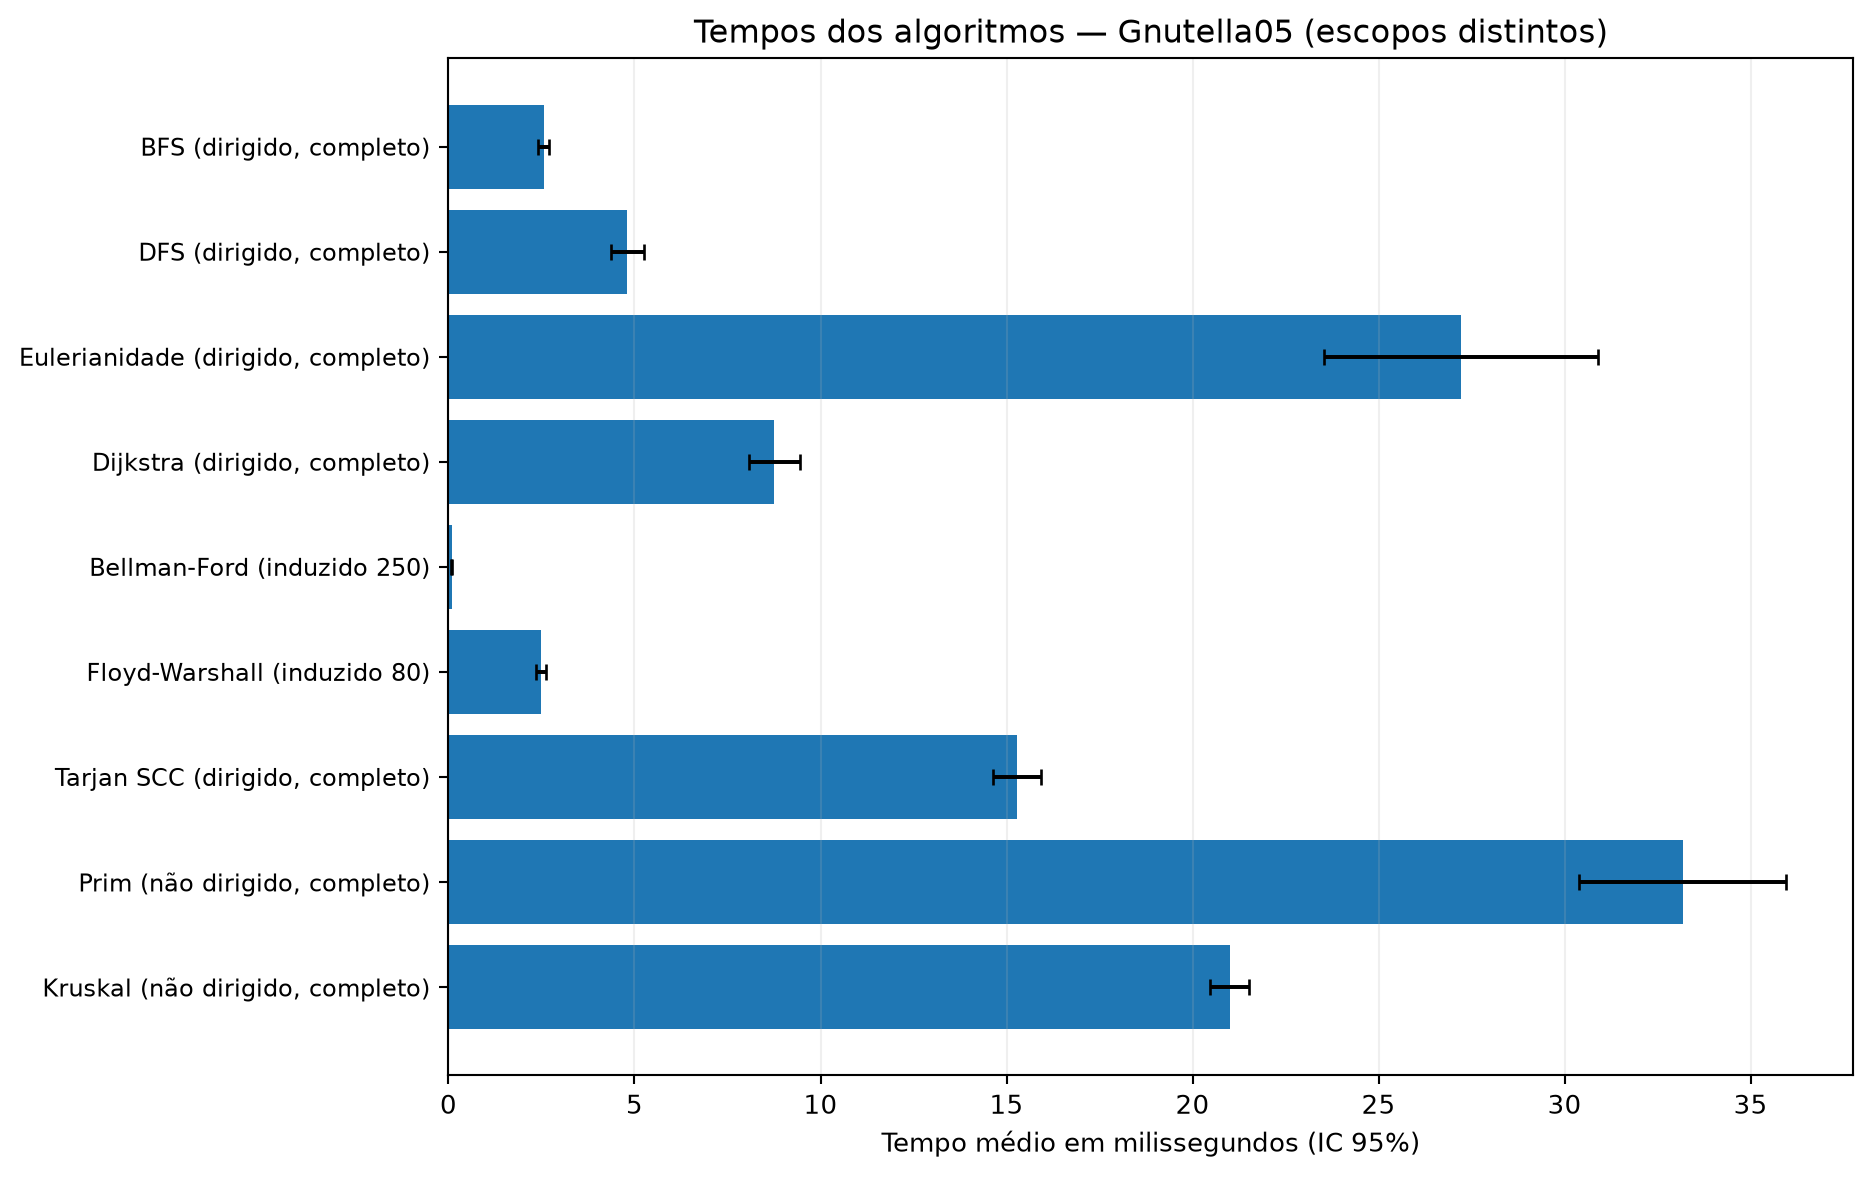 Tempos dos algoritmos — Gnutella05 (escopos distintos)
BFS (dirigido, completo)
DFS (dirigido, completo)
Eulerianidade (dirigido, completo)
Dijkstra (dirigido, completo)
Bellman-Ford (induzido 250)
Floyd-Warshall (induzido 80)
Tarjan SCC (dirigido, completo)
Prim (não dirigido, completo)
Kruskal (não dirigido, completo)
0 5 10 15 20 25 30 35
Tempo médio em milissegundos (IC 95%)